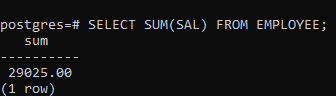 postgres=# SELECT SUM(SAL) FROM EMPLOYEE;
sum
----------
29025.00
(1 row)